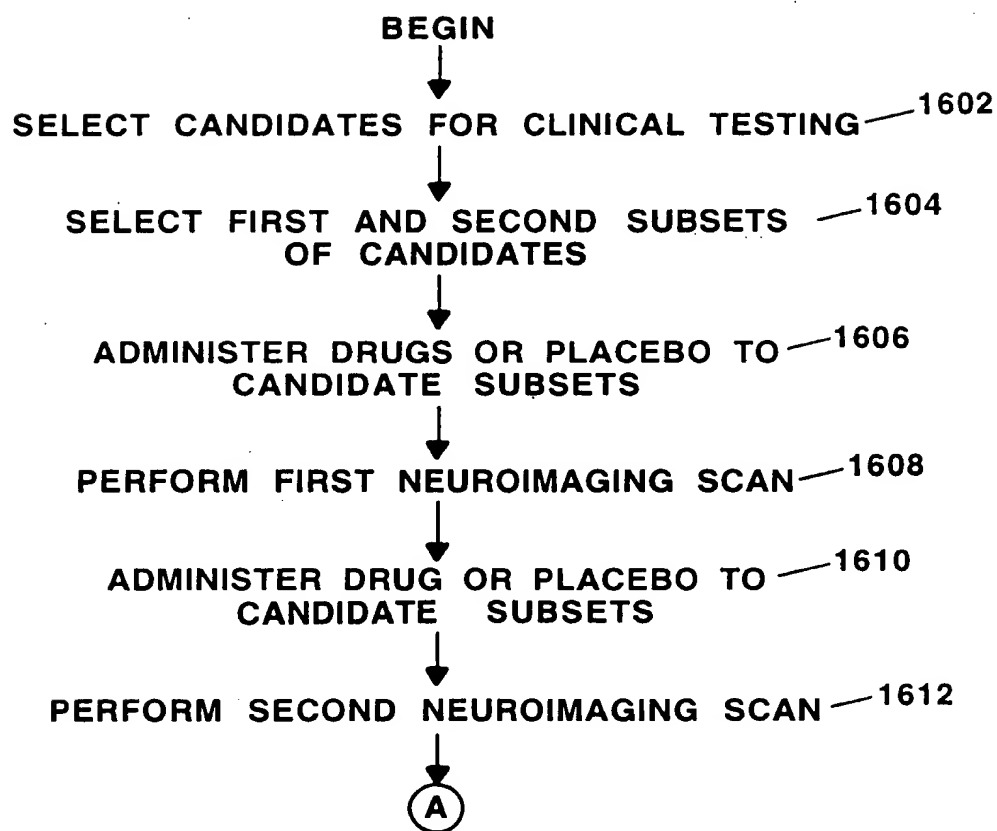 BEGIN
SELECT CANDIDATES FOR CLINICAL TESTING 1602
SELECT FIRST AND SECOND SUBSETS 1604
OF CANDIDATES
ADMINISTER DRUGS OR PLACEBO TO 1606
CANDIDATE SUBSETS
PERFORM FIRST NEUROIMAGING SCAN 1608
ADMINISTER DRUG OR PLACEBO TO 1610
CANDIDATE SUBSETS
PERFORM SECOND NEUROIMAGING SCAN 1612
A